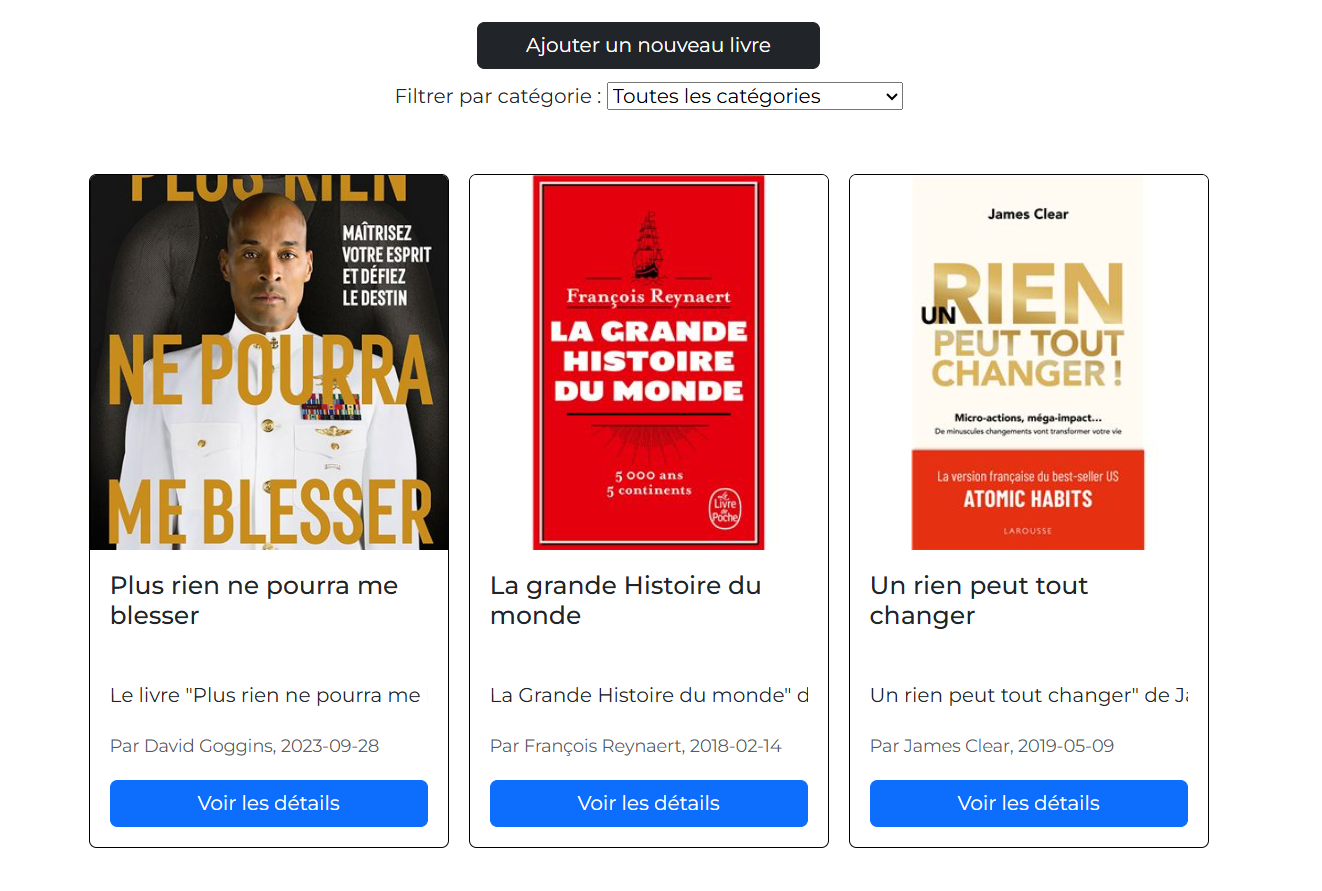 Ajouter un nouveau livre
Filtrer par catégorie : Toutes les catégories
PLUS RIEN
MAÎTRISEZ
VOTRE ESPRIT
ET DÉFIEZ
LE DESTIN
NE POURRA
ME BLESSER
François Reynaert
LA GRANDE
HISTOIRE
DU MONDE
5 000 ans
5 continents
Le Livre
de
Poche
James Clear
UN RIEN
PEUT TOUT
CHANGER !
Micro-actions, méga-impact...
De minuscules changements vont transformer votre vie
La version française du best-seller US
ATOMIC HABITS
LAROUSSE
Plus rien ne pourra me
blesser
La grande Histoire du
monde
Un rien peut tout
changer
Le livre "Plus rien ne pourra me
La Grande Histoire du monde" d
Un rien peut tout changer" de Ja
Par David Goggins, 2023-09-28
Par François Reynaert, 2018-02-14
Par James Clear, 2019-05-09
Voir les détails
Voir les détails
Voir les détails